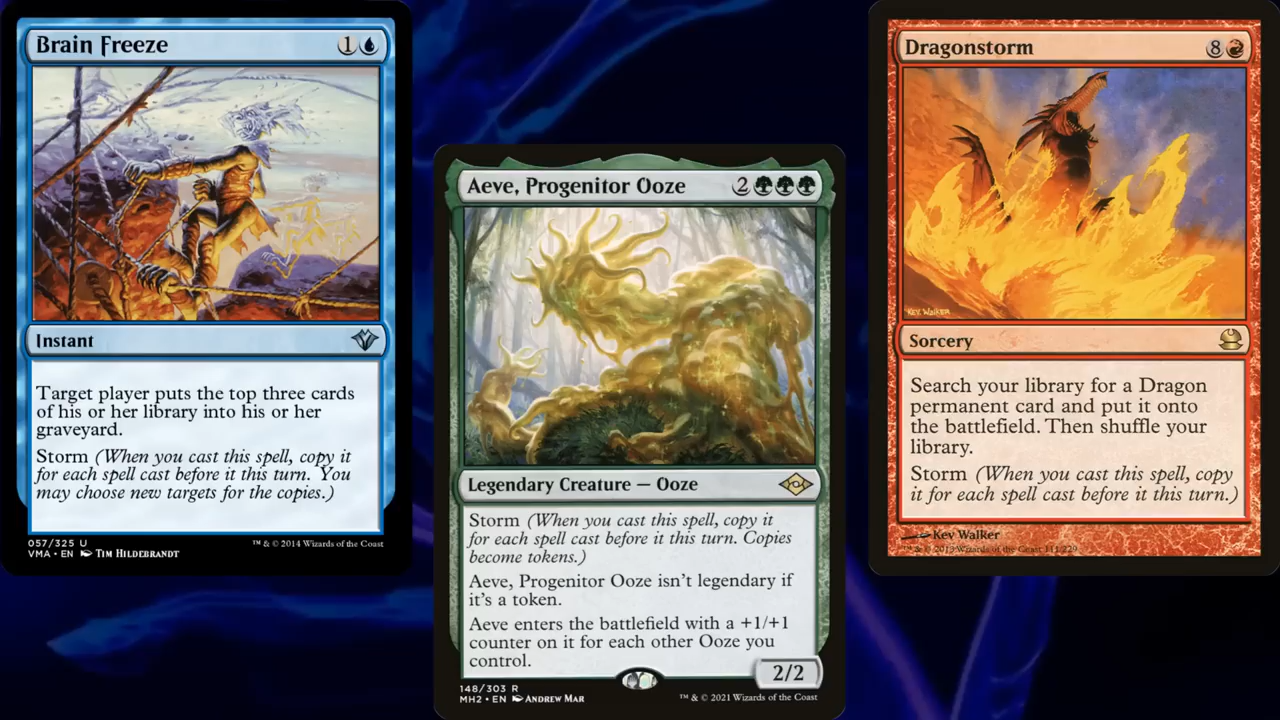 Brain Freeze 1
Instant
Target player puts the top three cards
of his or her library into his or her
graveyard.
Storm (When you cast this spell, copy it
for each spell cast before it this turn. You
may choose new targets for the copies.)
057/325 U
VMA • EN Tim Hildebrandt
™ & © 2014 Wizards of the Coast
Aeve, Progenitor Ooze 2
Legendary Creature — Ooze
Storm (When you cast this spell, copy it
for each spell cast before it this turn. Copies
become tokens.)
Aeve, Progenitor Ooze isn't legendary if
it's a token.
Aeve enters the battlefield with a +1/+1
counter on it for each other Ooze you
control.
2/2
148/303 R
MH2 • EN Andrew Mar
™ & © 2021 Wizards of the Coast
Dragonstorm 8
KEV WALKER
Sorcery
Search your library for a Dragon
permanent card and put it onto
the battlefield. Then shuffle your
library.
Storm (When you cast this spell, copy
it for each spell cast before it this turn.)
Kev Walker
™ & © 2013 Wizards of the Coast 111/229